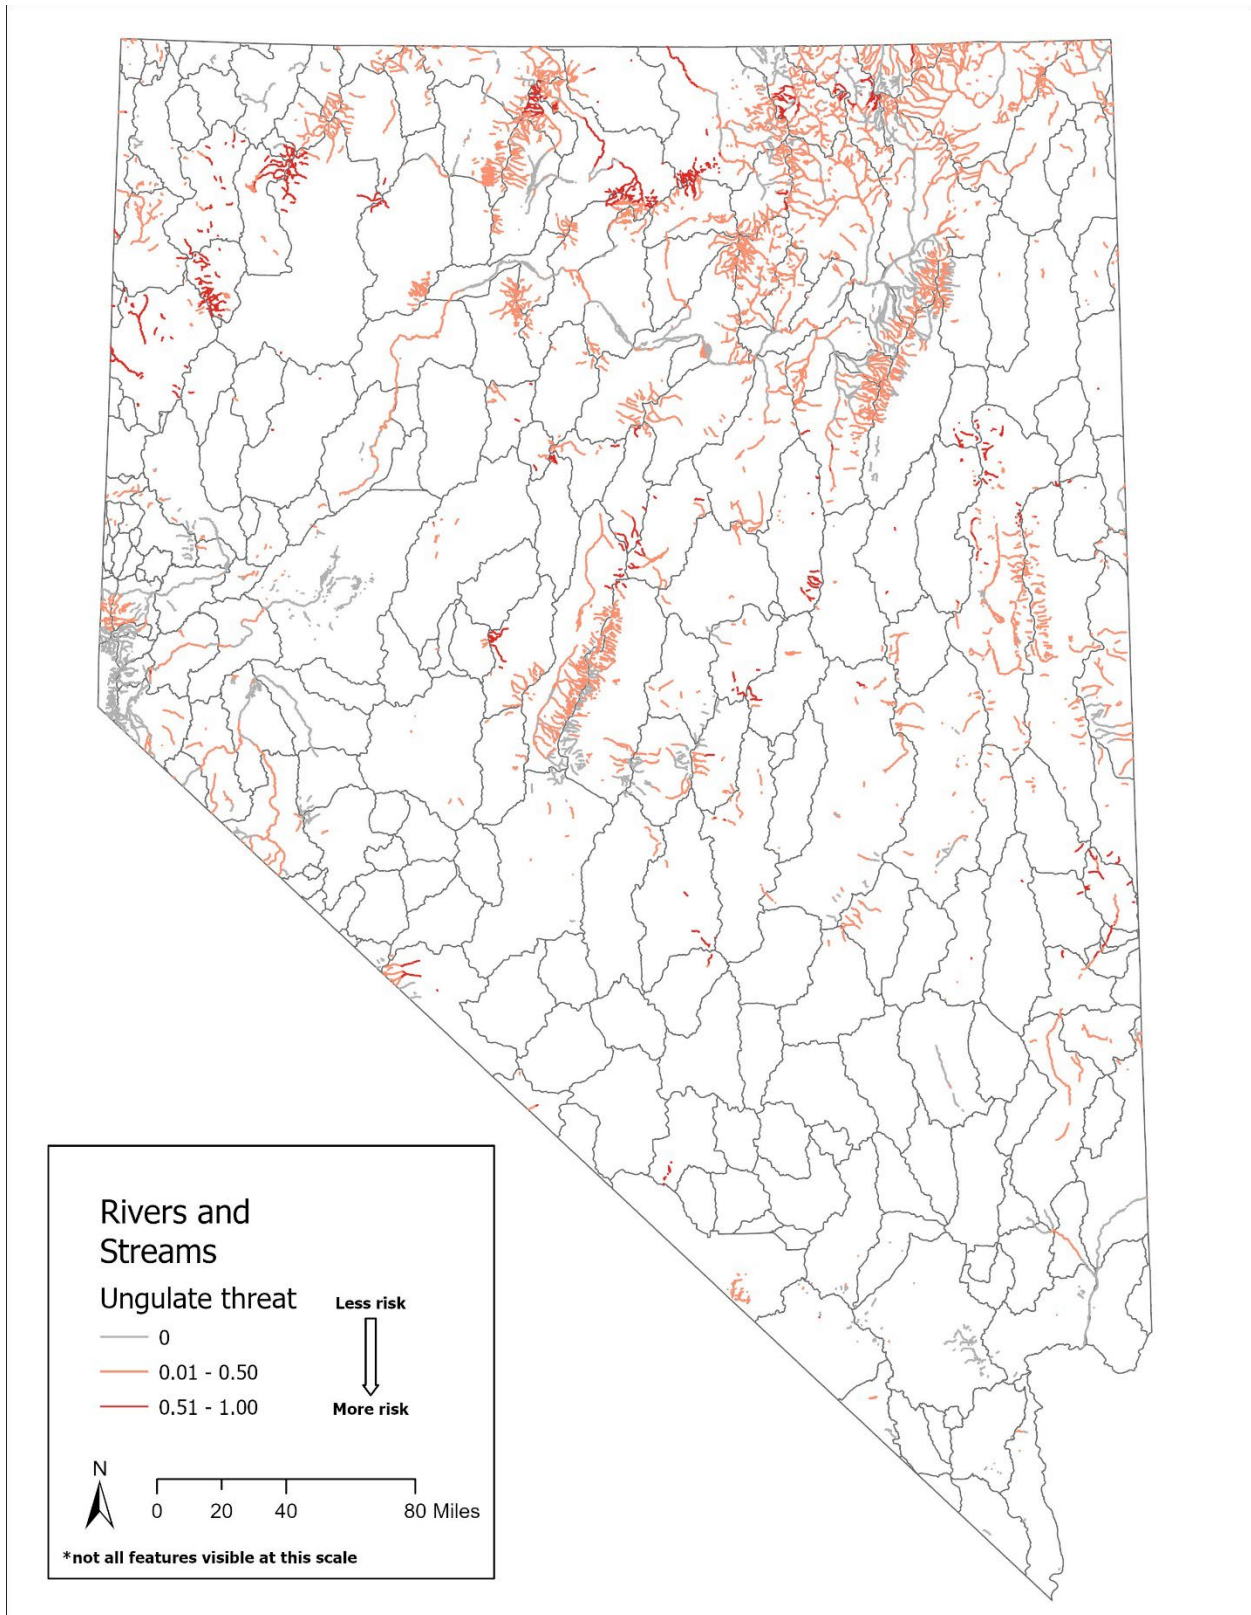 Rivers and
Streams
Ungulate threat
Less risk
0
0.01 - 0.50
0.51 - 1.00
More risk
N
0 20 40 80 Miles
*not all features visible at this scale